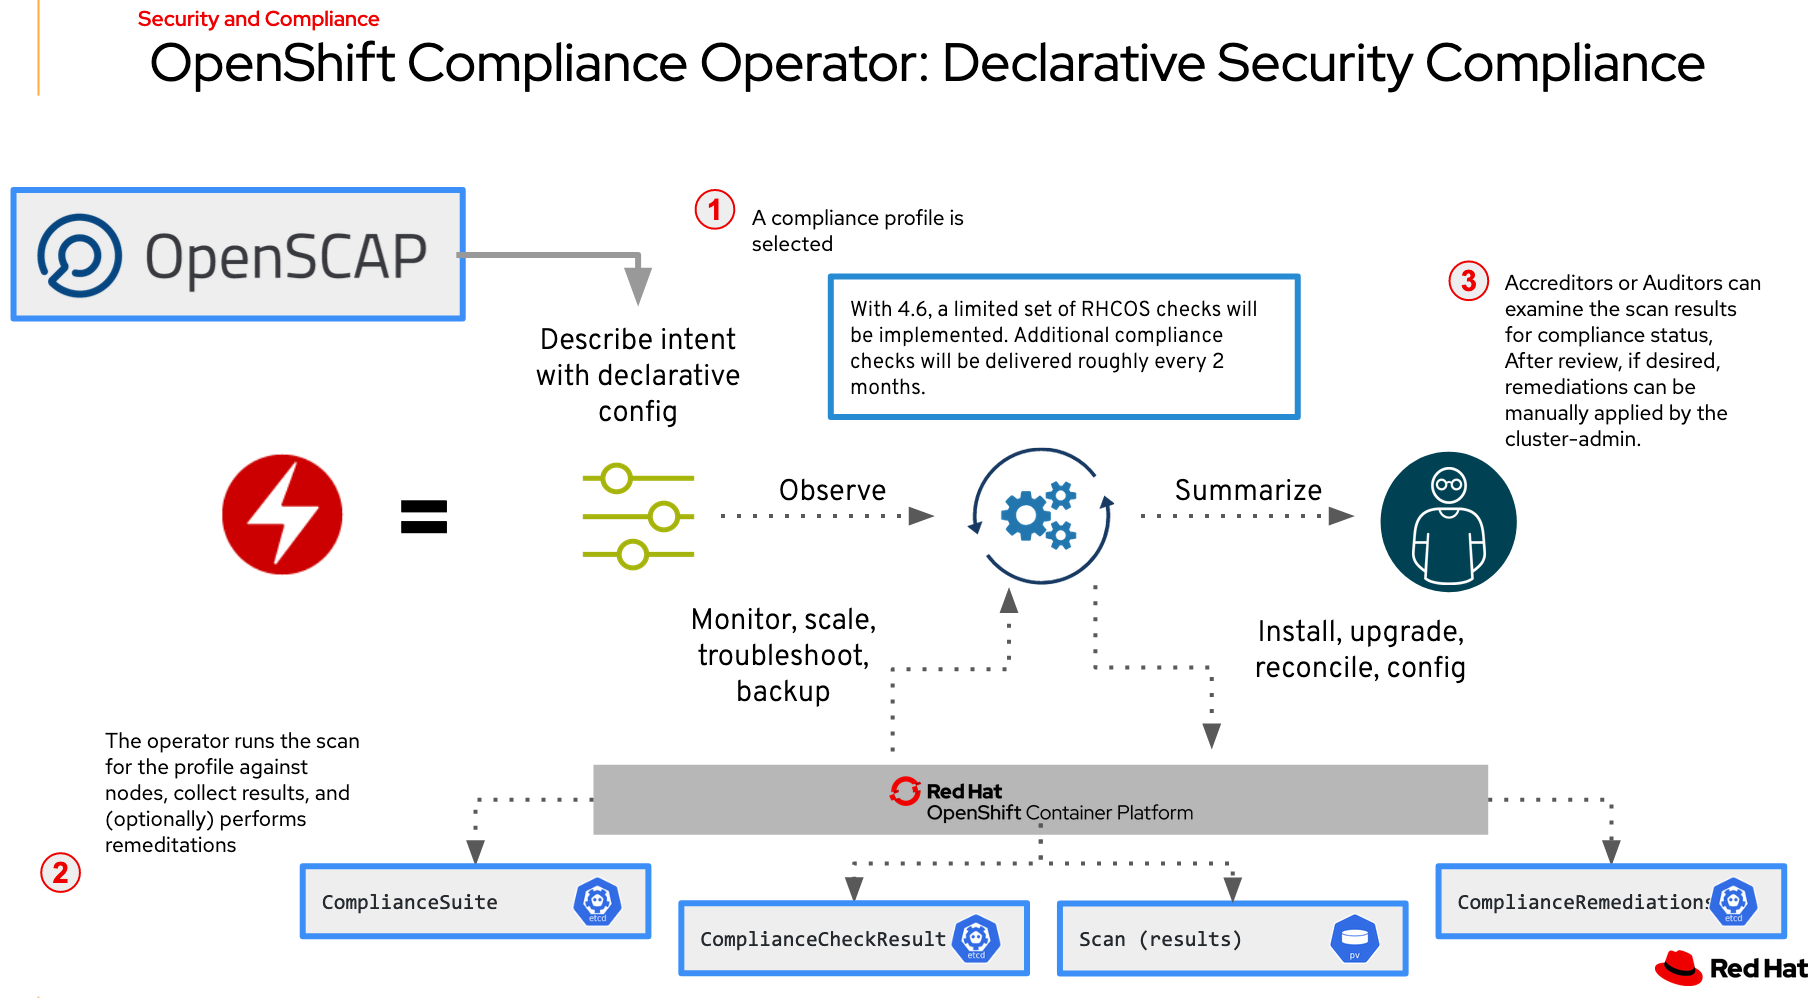 Security and Compliance
OpenShift Compliance Operator: Declarative Security Compliance
OpenSCAP
1
A compliance profile is
selected
With 4.6, a limited set of RHCOS checks will
be implemented. Additional compliance
checks will be delivered roughly every 2
months.
3
Accreditors or Auditors can
examine the scan results
for compliance status,
After review, if desired,
remediations can be
manually applied by the
cluster-admin.
Describe intent
with declarative
config
=
Observe
Summarize
Monitor, scale,
troubleshoot,
backup
Install, upgrade,
reconcile, config
The operator runs the scan
for the profile against
nodes, collect results, and
(optionally) performs
remeditations
2
Red Hat
OpenShift Container Platform
ComplianceSuite
etcd
ComplianceCheckResult
etcd
Scan (results)
pv
ComplianceRemediations
etcd
Red Hat